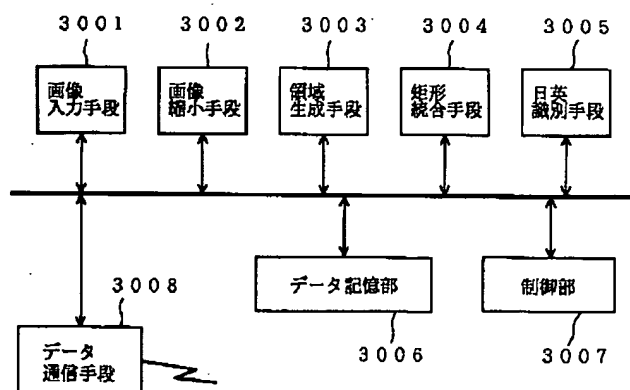 3001
3002
3003
3004
3005
画像
入力手段
画像
縮小手段
領域
生成手段
矩形
統合手段
日英
識別手段
データ記憶部
制御部
3008
3006
3007
データ
通信手段